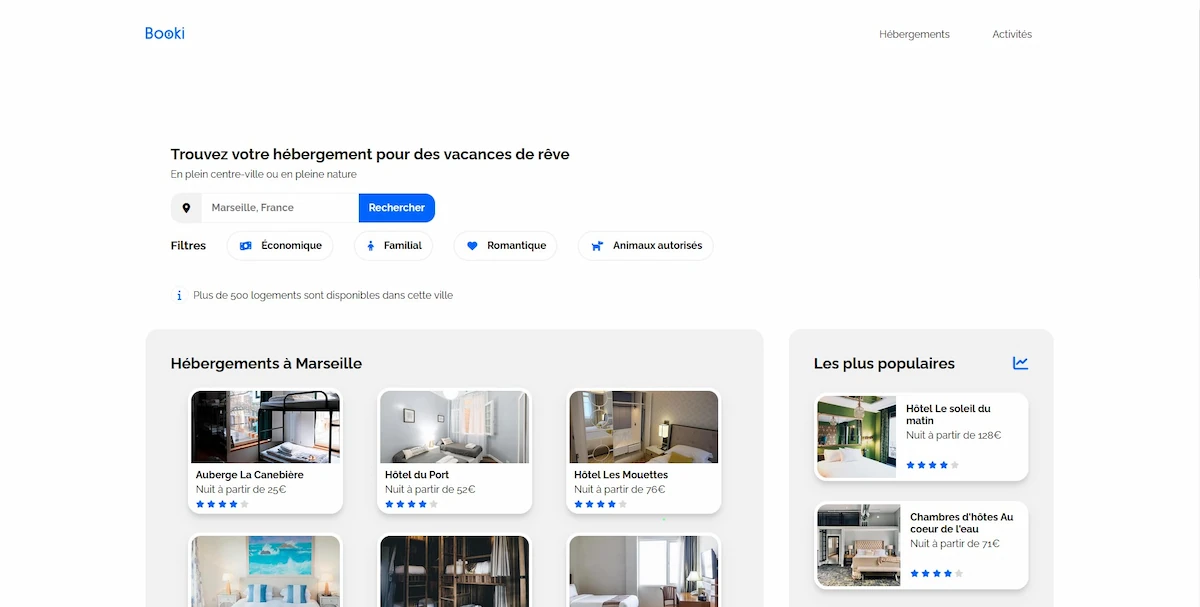 Booki
Hébergements
Activités
Trouvez votre hébergement pour des vacances de rêve
En plein centre-ville ou en pleine nature
Marseille, France
Rechercher
Filtres
Économique
Familial
Romantique
Animaux autorisés
Plus de 500 logements sont disponibles dans cette ville
Hébergements à Marseille
Auberge La Canebière
Nuit à partir de 25€
Hôtel du Port
Nuit à partir de 52€
Hôtel Les Mouettes
Nuit à partir de 76€
Les plus populaires
Hôtel Le soleil du
matin
Nuit à partir de 128€
Chambres d'hôtes Au
coeur de l'eau
Nuit à partir de 71€